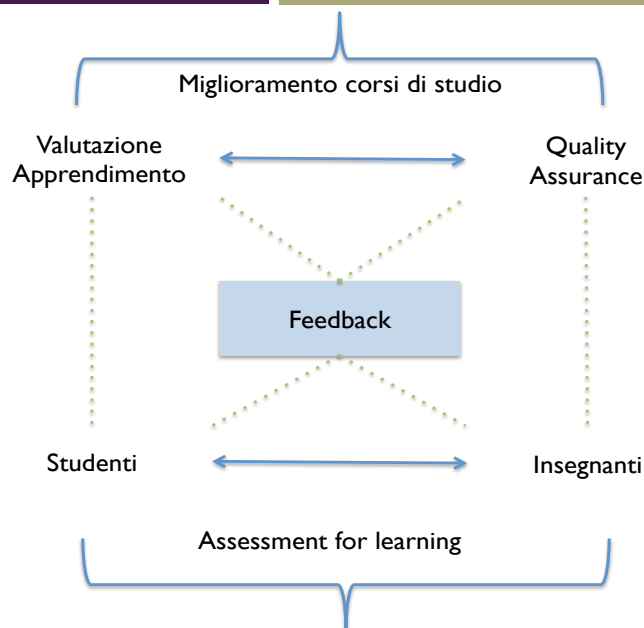 Miglioramento corsi di studio
Valutazione
Apprendimento
Quality
Assurance
Feedback
Studenti
Insegnanti
Assessment for learning